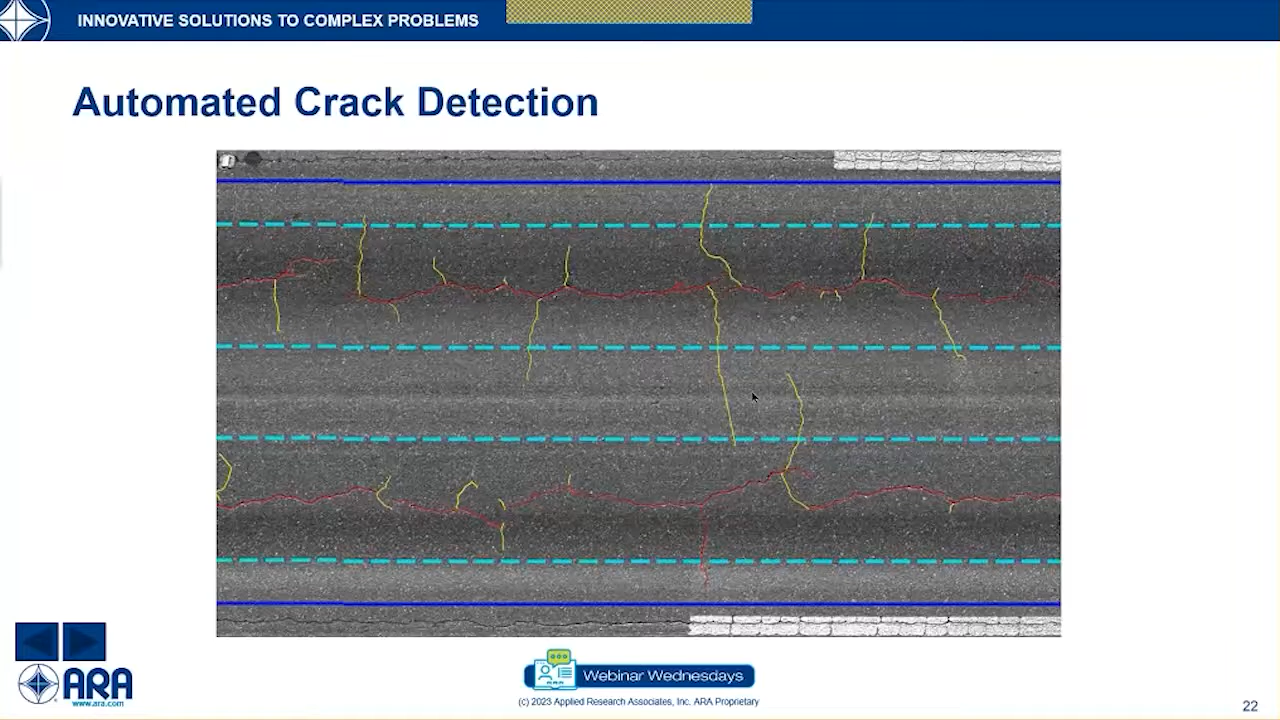 INNOVATIVE SOLUTIONS TO COMPLEX PROBLEMS
Automated Crack Detection
ARA
www.ara.com
Webinar Wednesdays
(c) 2023 Applied Research Associates, Inc. ARA Proprietary
22